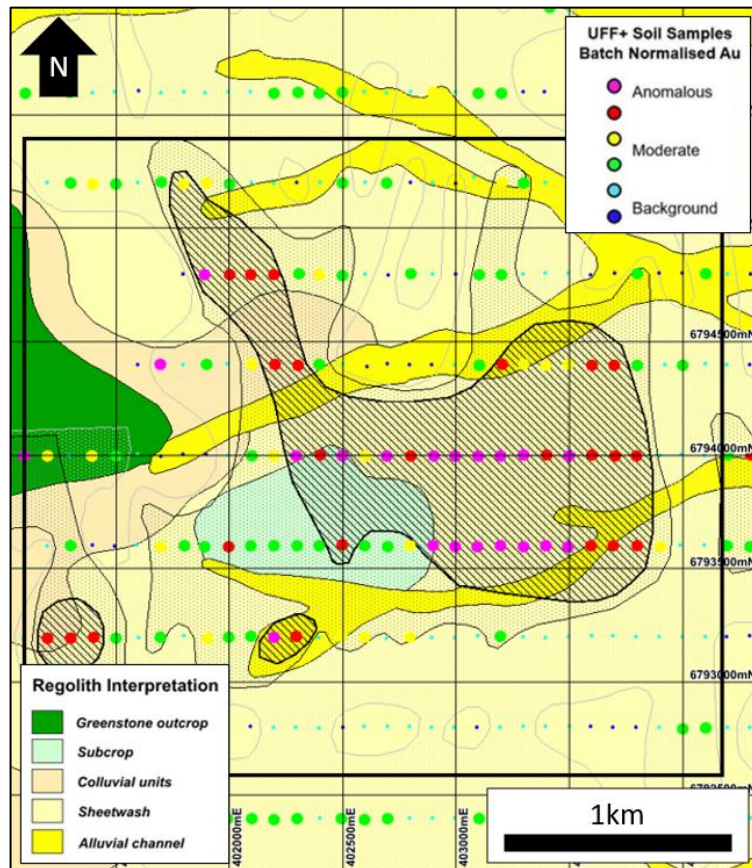 N
UFF+ Soil Samples
Batch Normalised Au
Anomalous
Moderate
Background
6794500mN
6794000mN
6793500mN
6793000mN
Regolith Interpretation
Greenstone outcrop
Subcrop
Colluvial units
Sheetwash
Alluvial channel
402000mE
402500mE
403000mE
1km